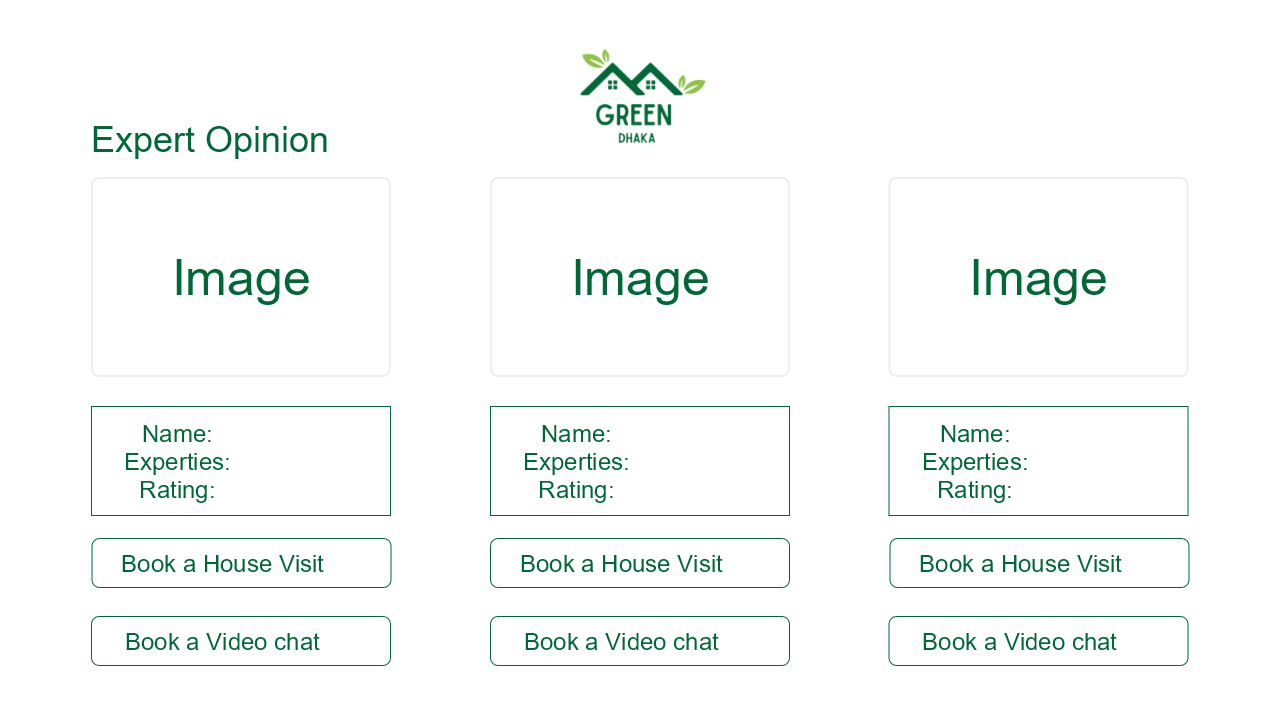 GREEN
DHAKA
Expert Opinion
Image
Image
Image
Name:
Experties:
Rating:
Name:
Experties:
Rating:
Name:
Experties:
Rating:
Book a House Visit
Book a House Visit
Book a House Visit
Book a Video chat
Book a Video chat
Book a Video chat